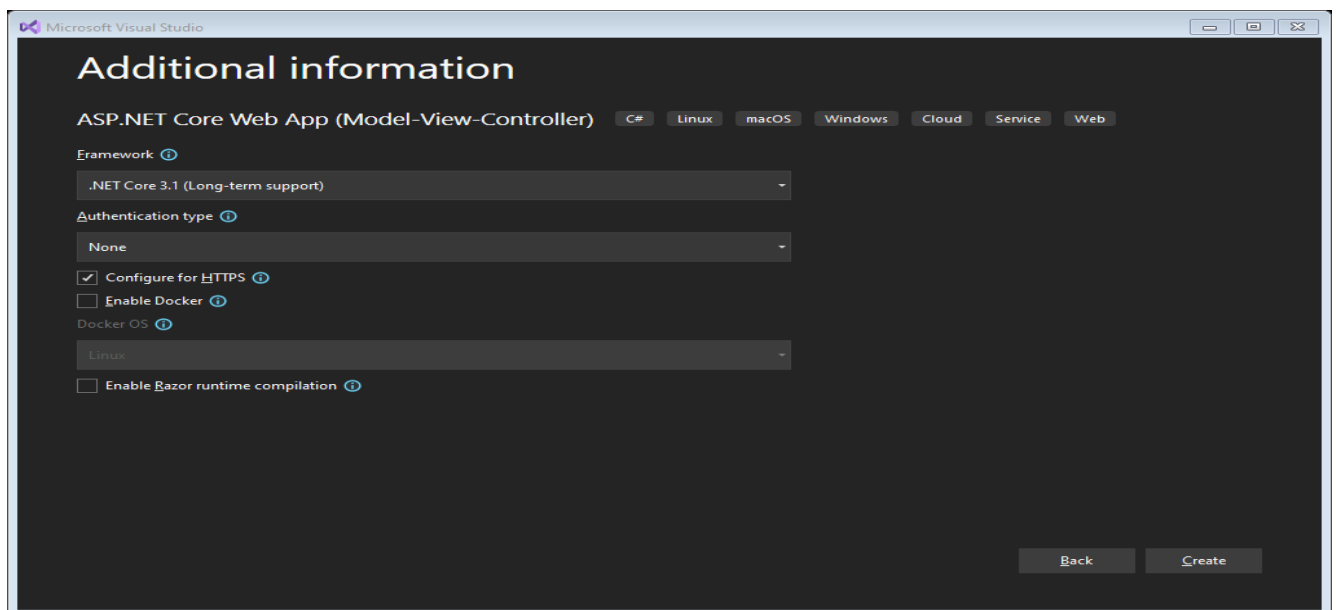 Microsoft Visual Studio
Additional information
ASP.NET Core Web App (Model-View-Controller) C# Linux macOS Windows Cloud Service Web
Framework
.NET Core 3.1 (Long-term support)
Authentication type
None
Configure for HTTPS
Enable Docker
Docker OS
Linux
Enable Razor runtime compilation
Back Create